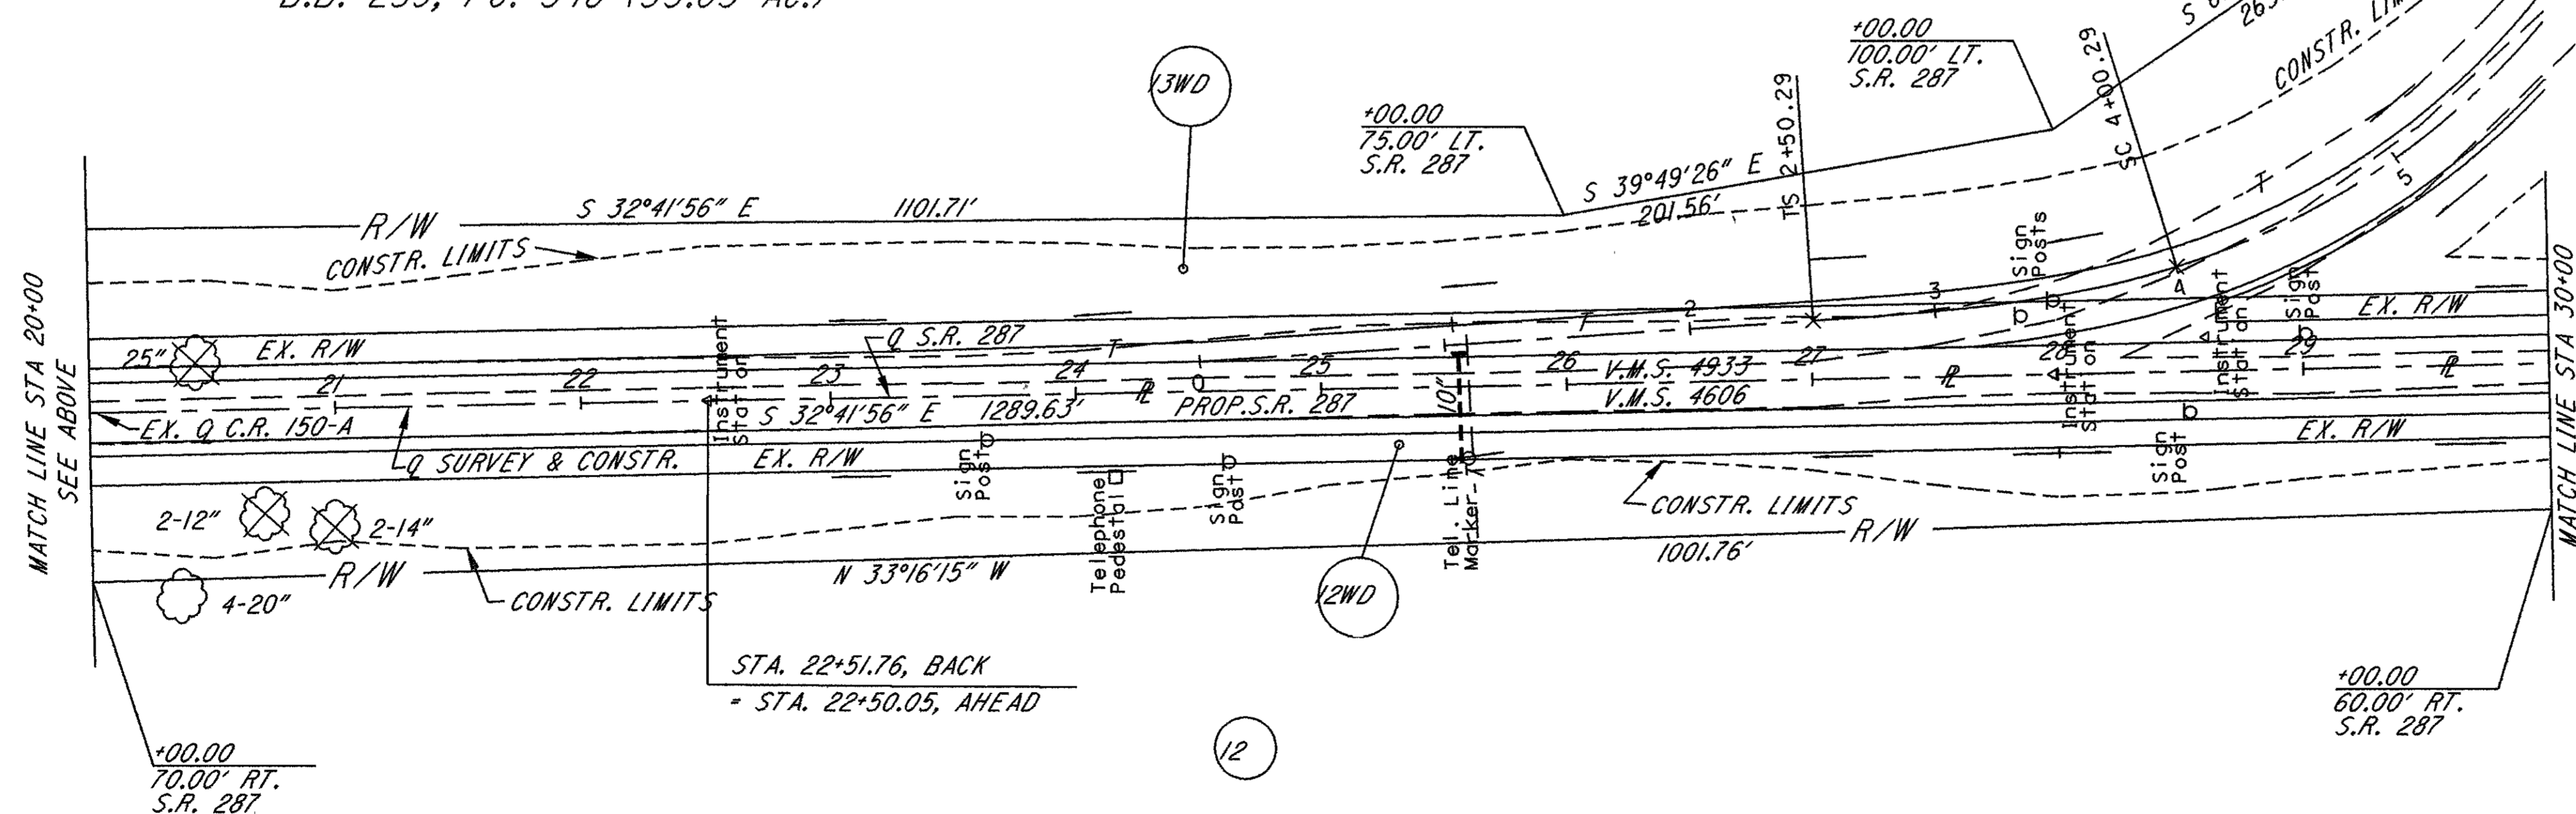 +00.00
100.00' LT.
S.R. 287
SC 4+00.29
CONSTR.
13WD
+00.00
75.00' LT.
S.R. 287
TS 2+50.29
S 39°49'26" E
201.56'
R/W
S 32°41'56" E
1101.71'
CONSTR. LIMITS
MATCH LINE STA 20+00
SEE ABOVE
MATCH LINE STA 30+00
Sign
Posts
2
3
4
5
T
T
T
Instrument
Station
Sign
Post
EX. R/W
25"
EX. R/W
S.R. 287
Instrument
Station
21
22
23
24
0
25
26
27
28
29
V.M.S. 4933
V.M.S. 4606
Instrument
Station
10"
S 32°41'56" E
1289.63'
PROP. S.R. 287
EX. C.R. 150-A
SURVEY & CONSTR.
EX. R/W
EX. R/W
Sign
Post
Sign
Post
Sign
Post
Telephone
Pedestal
Tel. Line
Marker
CONSTR. LIMITS
2-12"
2-14"
4-20"
R/W
N 33°16'15" W
1001.76'
R/W
CONSTR. LIMITS
12WD
STA. 22+51.76, BACK
= STA. 22+50.05, AHEAD
12
+00.00
70.00' RT.
S.R. 287
+00.00
60.00' RT.
S.R. 287